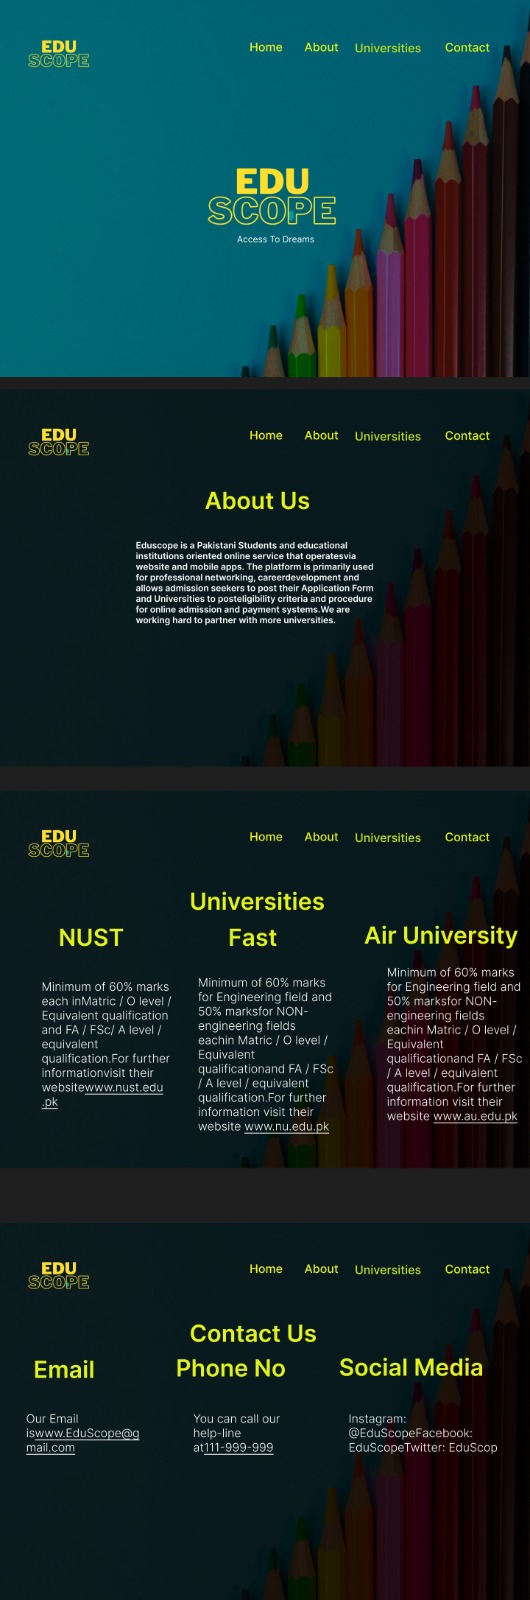 EDU
SCOPE
Home About Universities Contact
EDU
SCOPE
Access To Dreams
EDU
SCOPE
Home About Universities Contact
About Us
Eduscope is a Pakistani Students and educational
institutions oriented online service that operatesvia
website and mobile apps. The platform is primarily used
for professional networking, careerdevelopment and
allows admission seekers to post their Application Form
and Universities to posteligibility criteria and procedure
for online admission and payment systems.We are
working hard to partner with more universities.
EDU
SCOPE
Home About Universities Contact
Universities
NUST
Minimum of 60% marks
each inMatric / O level /
Equivalent qualification
and FA / FSc/ A level /
equivalent
qualification.For further
informationvisit their
websitewww.nust.edu
.pk
Fast
Minimum of 60% marks
for Engineering field and
50% marksfor NON-
engineering fields
eachin Matric / O level /
Equivalent
qualificationand FA / FSc
/ A level / equivalent
qualification.For further
information visit their
website www.nu.edu.pk
Air University
Minimum of 60% marks
for Engineering field and
50% marksfor NON-
engineering fields
eachin Matric / O level /
Equivalent
qualificationand FA / FSc
/ A level / equivalent
qualification.For further
information visit their
website www.au.edu.pk
EDU
SCOPE
Home About Universities Contact
Contact Us
Email
Our Email
iswww.EduScope@g
mail.com
Phone No
You can call our
help-line
at111-999-999
Social Media
Instagram:
@EduScopeFacebook:
EduScopeTwitter: EduScop